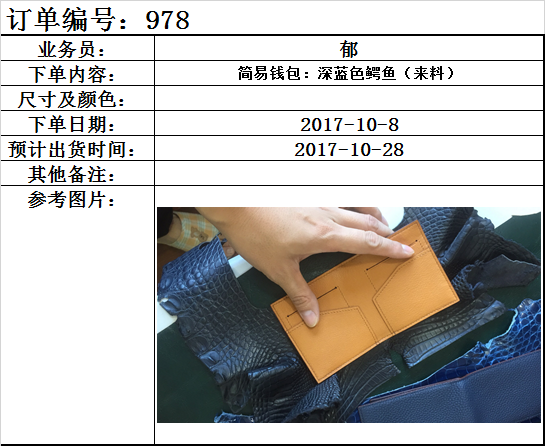 订单编号：978
业务员： 郁
下单内容： 简易钱包：深蓝色鳄鱼（来料）
尺寸及颜色：
下单日期： 2017-10-8
预计出货时间： 2017-10-28
其他备注：
参考图片：